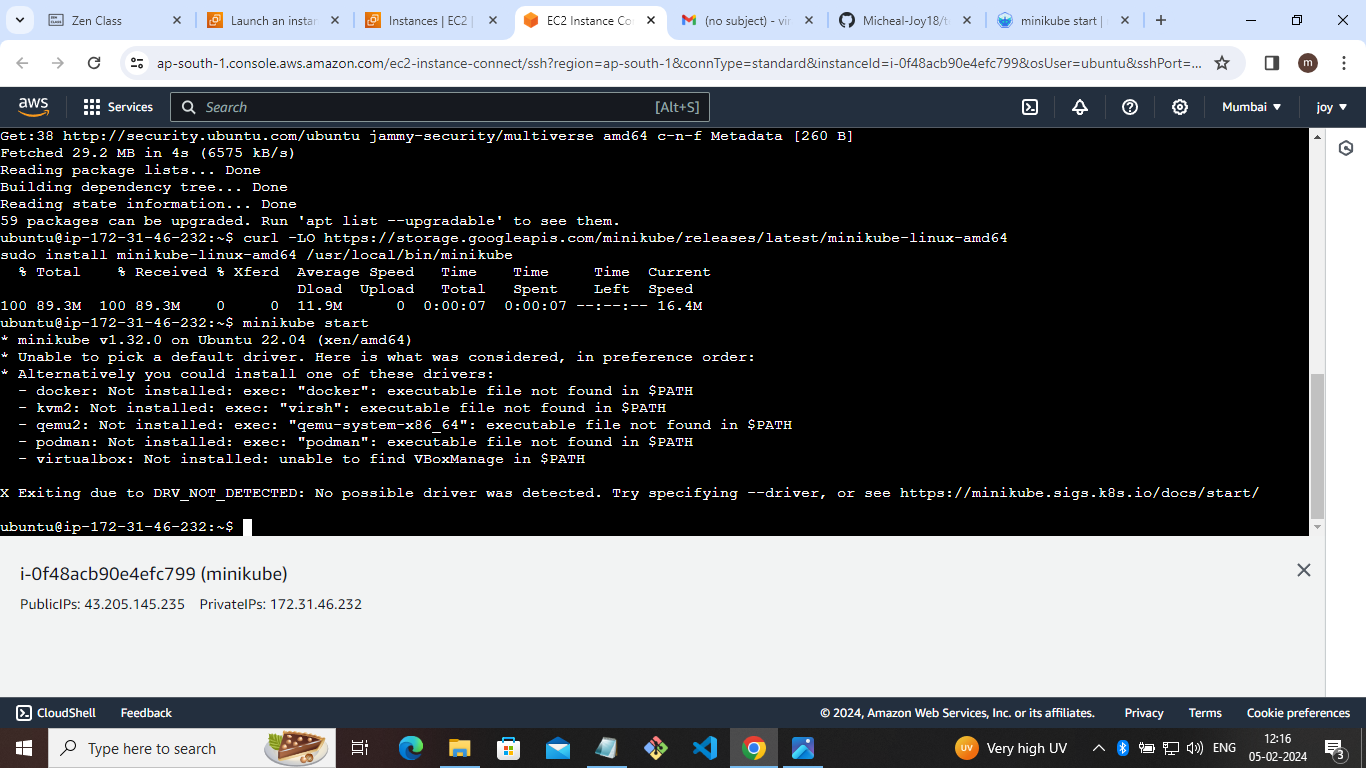 Zen Class
Launch an instan
Instances | EC2 |
EC2 Instance Co
(no subject) - vir
Micheal-Joy18/t
minikube start |
ap-south-1.console.aws.amazon.com/ec2-instance-connect/ssh?region=ap-south-1&connType=standard&instanceId=i-0f48acb90e4efc799&osUser=ubuntu&sshPort=...
m
aws
Services
Search
[Alt+S]
Mumbai
joy
Get:38 http://security.ubuntu.com/ubuntu jammy-security/multiverse amd64 c-n-f Metadata [260 B]
Fetched 29.2 MB in 4s (6575 kB/s)
Reading package lists... Done
Building dependency tree... Done
Reading state information... Done
59 packages can be upgraded. Run 'apt list --upgradable' to see them.
ubuntu@ip-172-31-46-232:~$ curl -LO https://storage.googleapis.com/minikube/releases/latest/minikube-linux-amd64
sudo install minikube-linux-amd64 /usr/local/bin/minikube
% Total % Received % Xferd Average Speed Time Time Time Current
Dload Upload Total Spent Left Speed
100 89.3M 100 89.3M 0 0 11.9M 0 0:00:07 0:00:07 --:--:-- 16.4M
ubuntu@ip-172-31-46-232:~$ minikube start
* minikube v1.32.0 on Ubuntu 22.04 (xen/amd64)
* Unable to pick a default driver. Here is what was considered, in preference order:
* Alternatively you could install one of these drivers:
- docker: Not installed: exec: "docker": executable file not found in $PATH
- kvm2: Not installed: exec: "virsh": executable file not found in $PATH
- qemu2: Not installed: exec: "qemu-system-x86_64": executable file not found in $PATH
- podman: Not installed: exec: "podman": executable file not found in $PATH
- virtualbox: Not installed: unable to find VBoxManage in $PATH
X Exiting due to DRV_NOT_DETECTED: No possible driver was detected. Try specifying --driver, or see https://minikube.sigs.k8s.io/docs/start/
ubuntu@ip-172-31-46-232:~$
i-0f48acb90e4efc799 (minikube)
PublicIPs: 43.205.145.235 PrivateIPs: 172.31.46.232
CloudShell
Feedback
© 2024, Amazon Web Services, Inc. or its affiliates.
Privacy
Terms
Cookie preferences
Type here to search
UV
Very high UV
ENG
12:16
05-02-2024
3